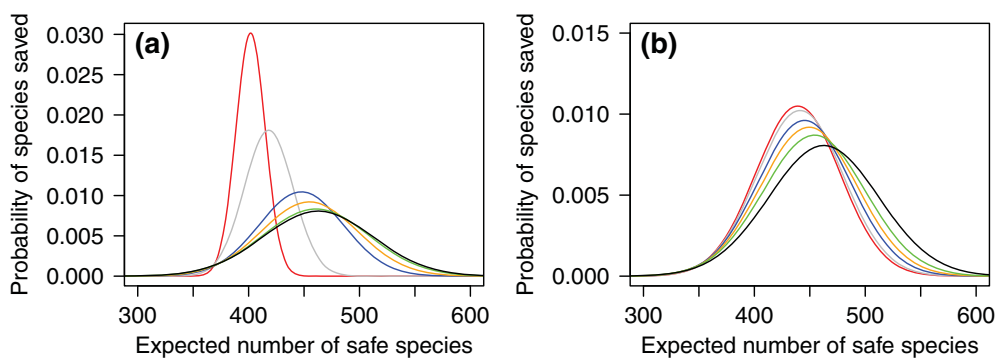 (a)
Probability of species saved
0.030
0.025
0.020
0.015
0.010
0.005
0.000
300 400 500 600
Expected number of safe species
(b)
Probability of species saved
0.015
0.010
0.005
0.000
300 400 500 600
Expected number of safe species